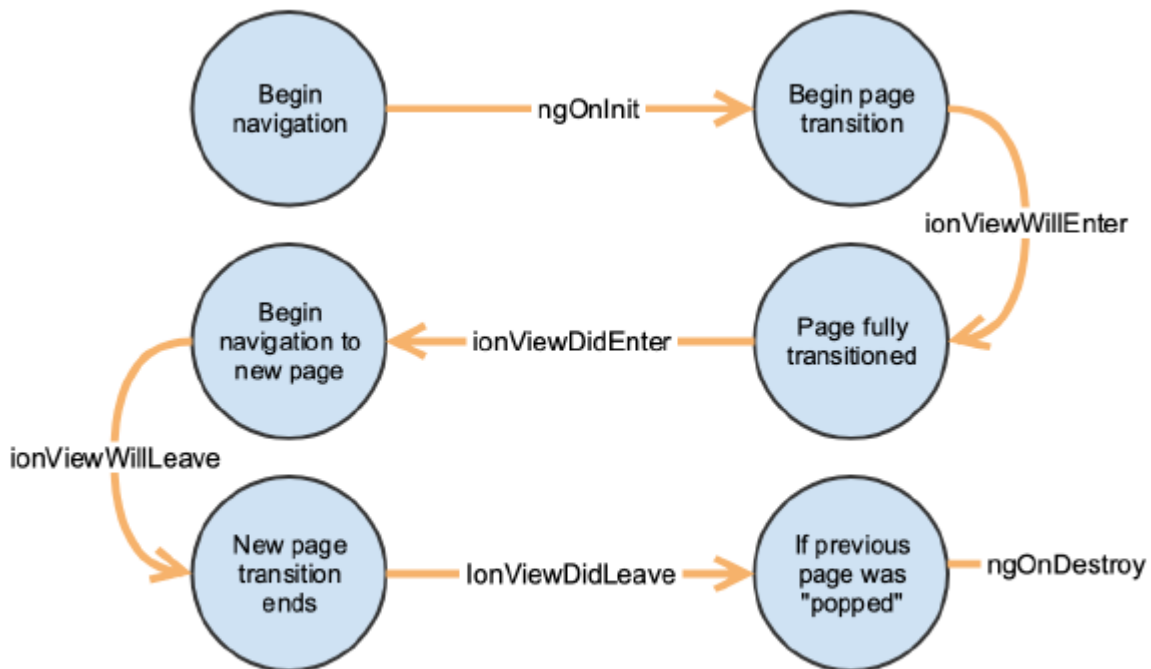 Begin
navigation
ngOnInit
Begin page
transition
ionViewWillEnter
Page fully
transitioned
ionViewDidEnter
Begin
navigation to
new page
ionViewWillLeave
New page
transition
ends
IonViewDidLeave
If previous
page was
"popped"
ngOnDestroy